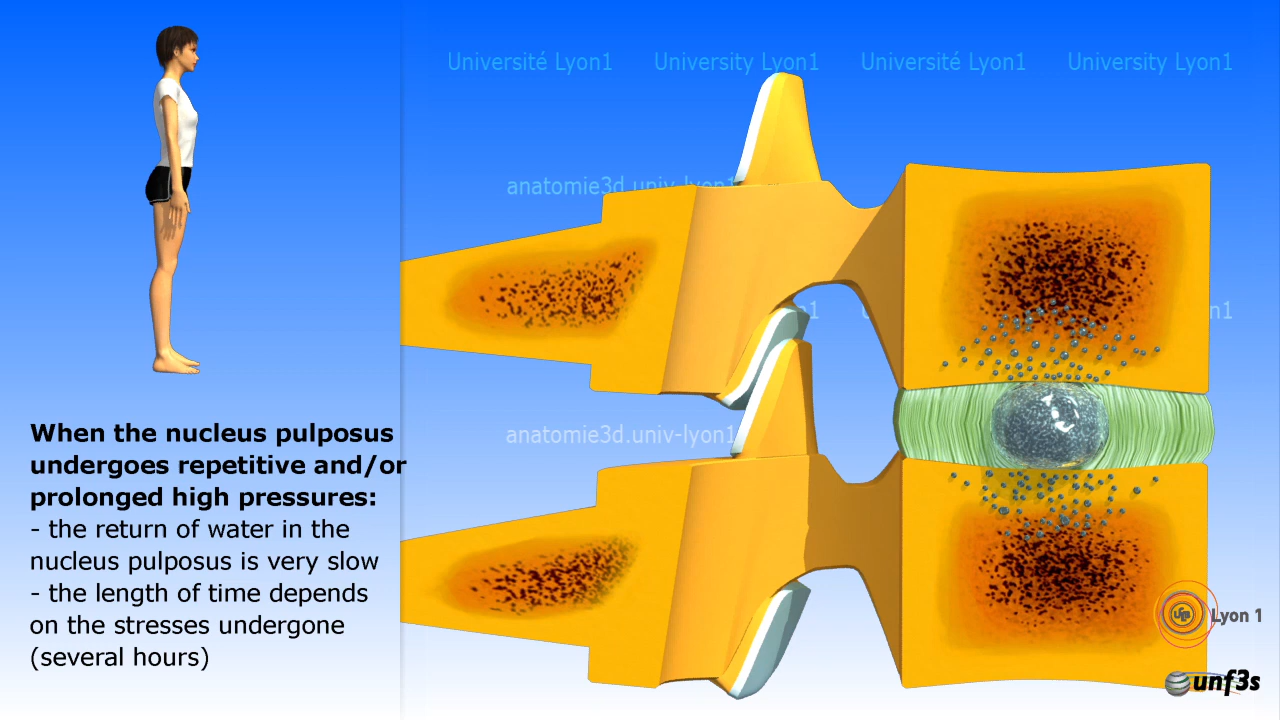 Université Lyon1 University Lyon1 Université Lyon1 University Lyon1
anatomie3d.univ-lyon1
When the nucleus pulposus
undergoes repetitive and/or
prolonged high pressures:
- the return of water in the
nucleus pulposus is very slow
- the length of time depends
on the stresses undergone
(several hours)
anatomie3d.univ-lyon1
Lyon 1
unf3s